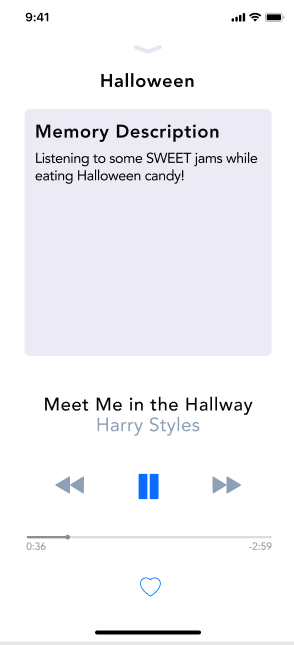 9:41
Halloween
Memory Description
Listening to some SWEET jams while
eating Halloween candy!
Meet Me in the Hallway
Harry Styles
0:36
-2:59